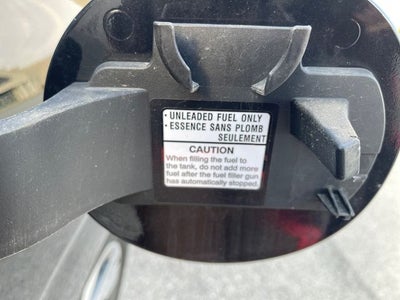 · UNLEADED FUEL ONLY
· ESSENCE SANS PLOMB
SEULEMENT
CAUTION
When filling the fuel to
the tank, do not add more
fuel after the fuel filler gun
has automatically stopped.